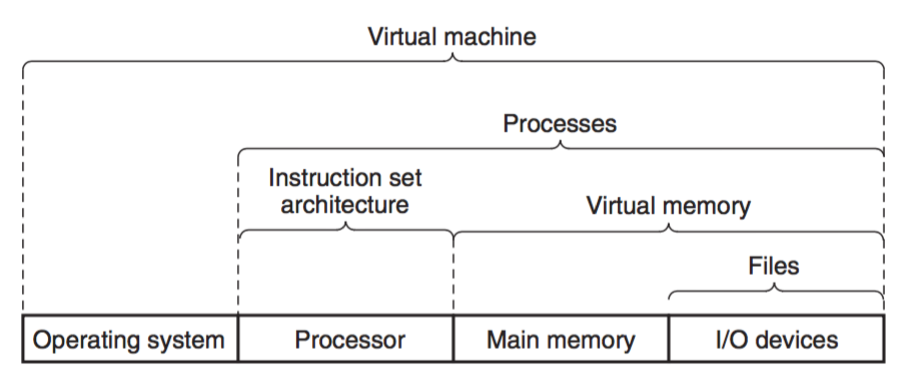 Virtual machine
Processes
Instruction set
architecture
Virtual memory
Files
Operating system
Processor
Main memory
I/O devices